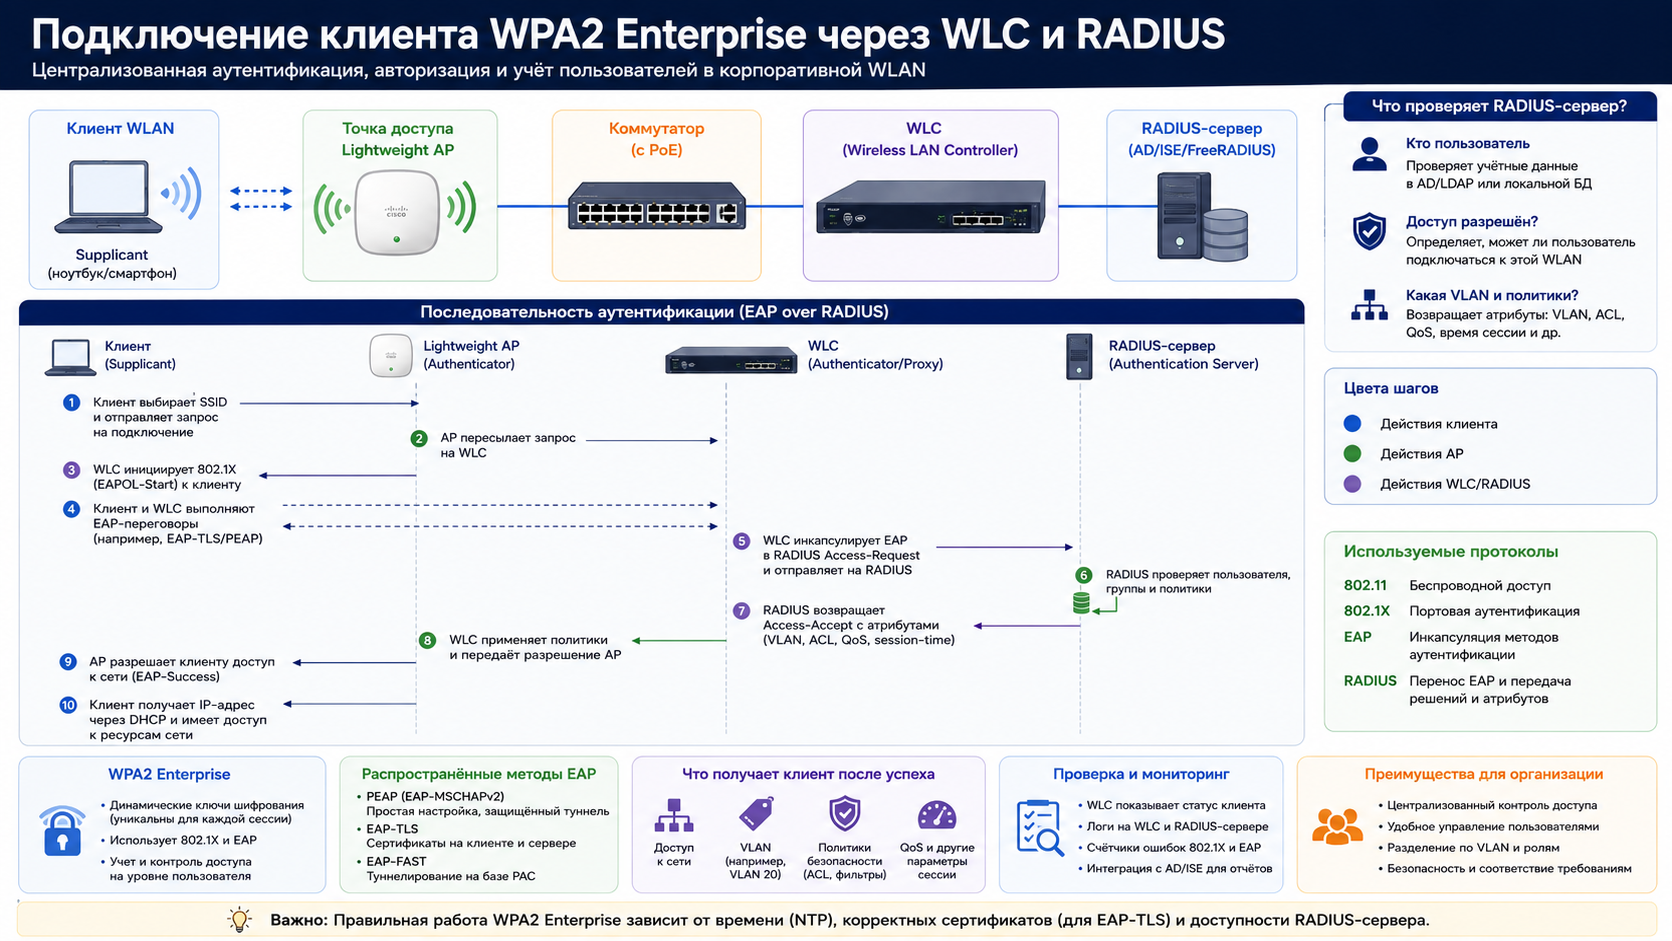 Подключение клиента WPA2 Enterprise через WLC и RADIUS
Централизованная аутентификация, авторизация и учёт пользователей в корпоративной WLAN
Клиент WLAN
Supplicant
(ноутбук/смартфон)
Точка доступа
Lightweight AP
CISCO
Коммутатор
(с PoE)
WLC
(Wireless LAN Controller)
RADIUS-сервер
(AD/ISE/FreeRADIUS)
Что проверяет RADIUS-сервер?
Кто пользователь
Проверяет учётные данные
в AD/LDAP или локальной БД
Доступ разрешён?
Определяет, может ли пользователь
подключаться к этой WLAN
Какая VLAN и политики?
Возвращает атрибуты: VLAN, ACL,
QoS, время сессии и др.
Последовательность аутентификации (EAP over RADIUS)
Клиент
(Supplicant)
Lightweight AP
(Authenticator)
WLC
(Authenticator/Proxy)
RADIUS-сервер
(Authentication Server)
1 Клиент выбирает SSID
и отправляет запрос
на подключение
2 AP пересылает запрос
на WLC
3 WLC инициирует 802.1X
(EAPOL-Start) к клиенту
4 Клиент и WLC выполняют
EAP-переговоры
(например, EAP-TLS/PEAP)
5 WLC инкапсулирует EAP
в RADIUS Access-Request
и отправляет на RADIUS
6 RADIUS проверяет пользователя,
группы и политики
7 RADIUS возвращает
Access-Accept с атрибутами
(VLAN, ACL, QoS, session-time)
8 WLC применяет политики
и передаёт разрешение AP
9 AP разрешает клиенту доступ
к сети (EAP-Success)
10 Клиент получает IP-адрес
через DHCP и имеет доступ
к ресурсам сети
Цвета шагов
Действия клиента
Действия AP
Действия WLC/RADIUS
Используемые протоколы
802.11 Беспроводной доступ
802.1X Портовая аутентификация
EAP Инкапсуляция методов
аутентификации
RADIUS Перенос EAP и передача
решений и атрибутов
WPA2 Enterprise
• Динамические ключи шифрования
(уникальны для каждой сессии)
• Использует 802.1X и EAP
• Учет и контроль доступа
на уровне пользователя
Распространённые методы EAP
• PEAP (EAP-MSCHAPv2)
Простая настройка, защищённый туннель
• EAP-TLS
Сертификаты на клиенте и сервере
• EAP-FAST
Туннелирование на базе PAC
Что получает клиент после успеха
Доступ
к сети
VLAN
(например,
VLAN 20)
Политики
безопасности
(ACL, фильтры)
QoS и другие
параметры
сессии
Проверка и мониторинг
• WLC показывает статус клиента
• Логи на WLC и RADIUS-сервере
• Счётчики ошибок 802.1X и EAP
• Интеграция с AD/ISE для отчётов
Преимущества для организации
• Централизованный контроль доступа
• Удобное управление пользователями
• Разделение по VLAN и ролям
• Безопасность и соответствие требованиям
Важно: Правильная работа WPA2 Enterprise зависит от времени (NTP), корректных сертификатов (для EAP-TLS) и доступности RADIUS-сервера.